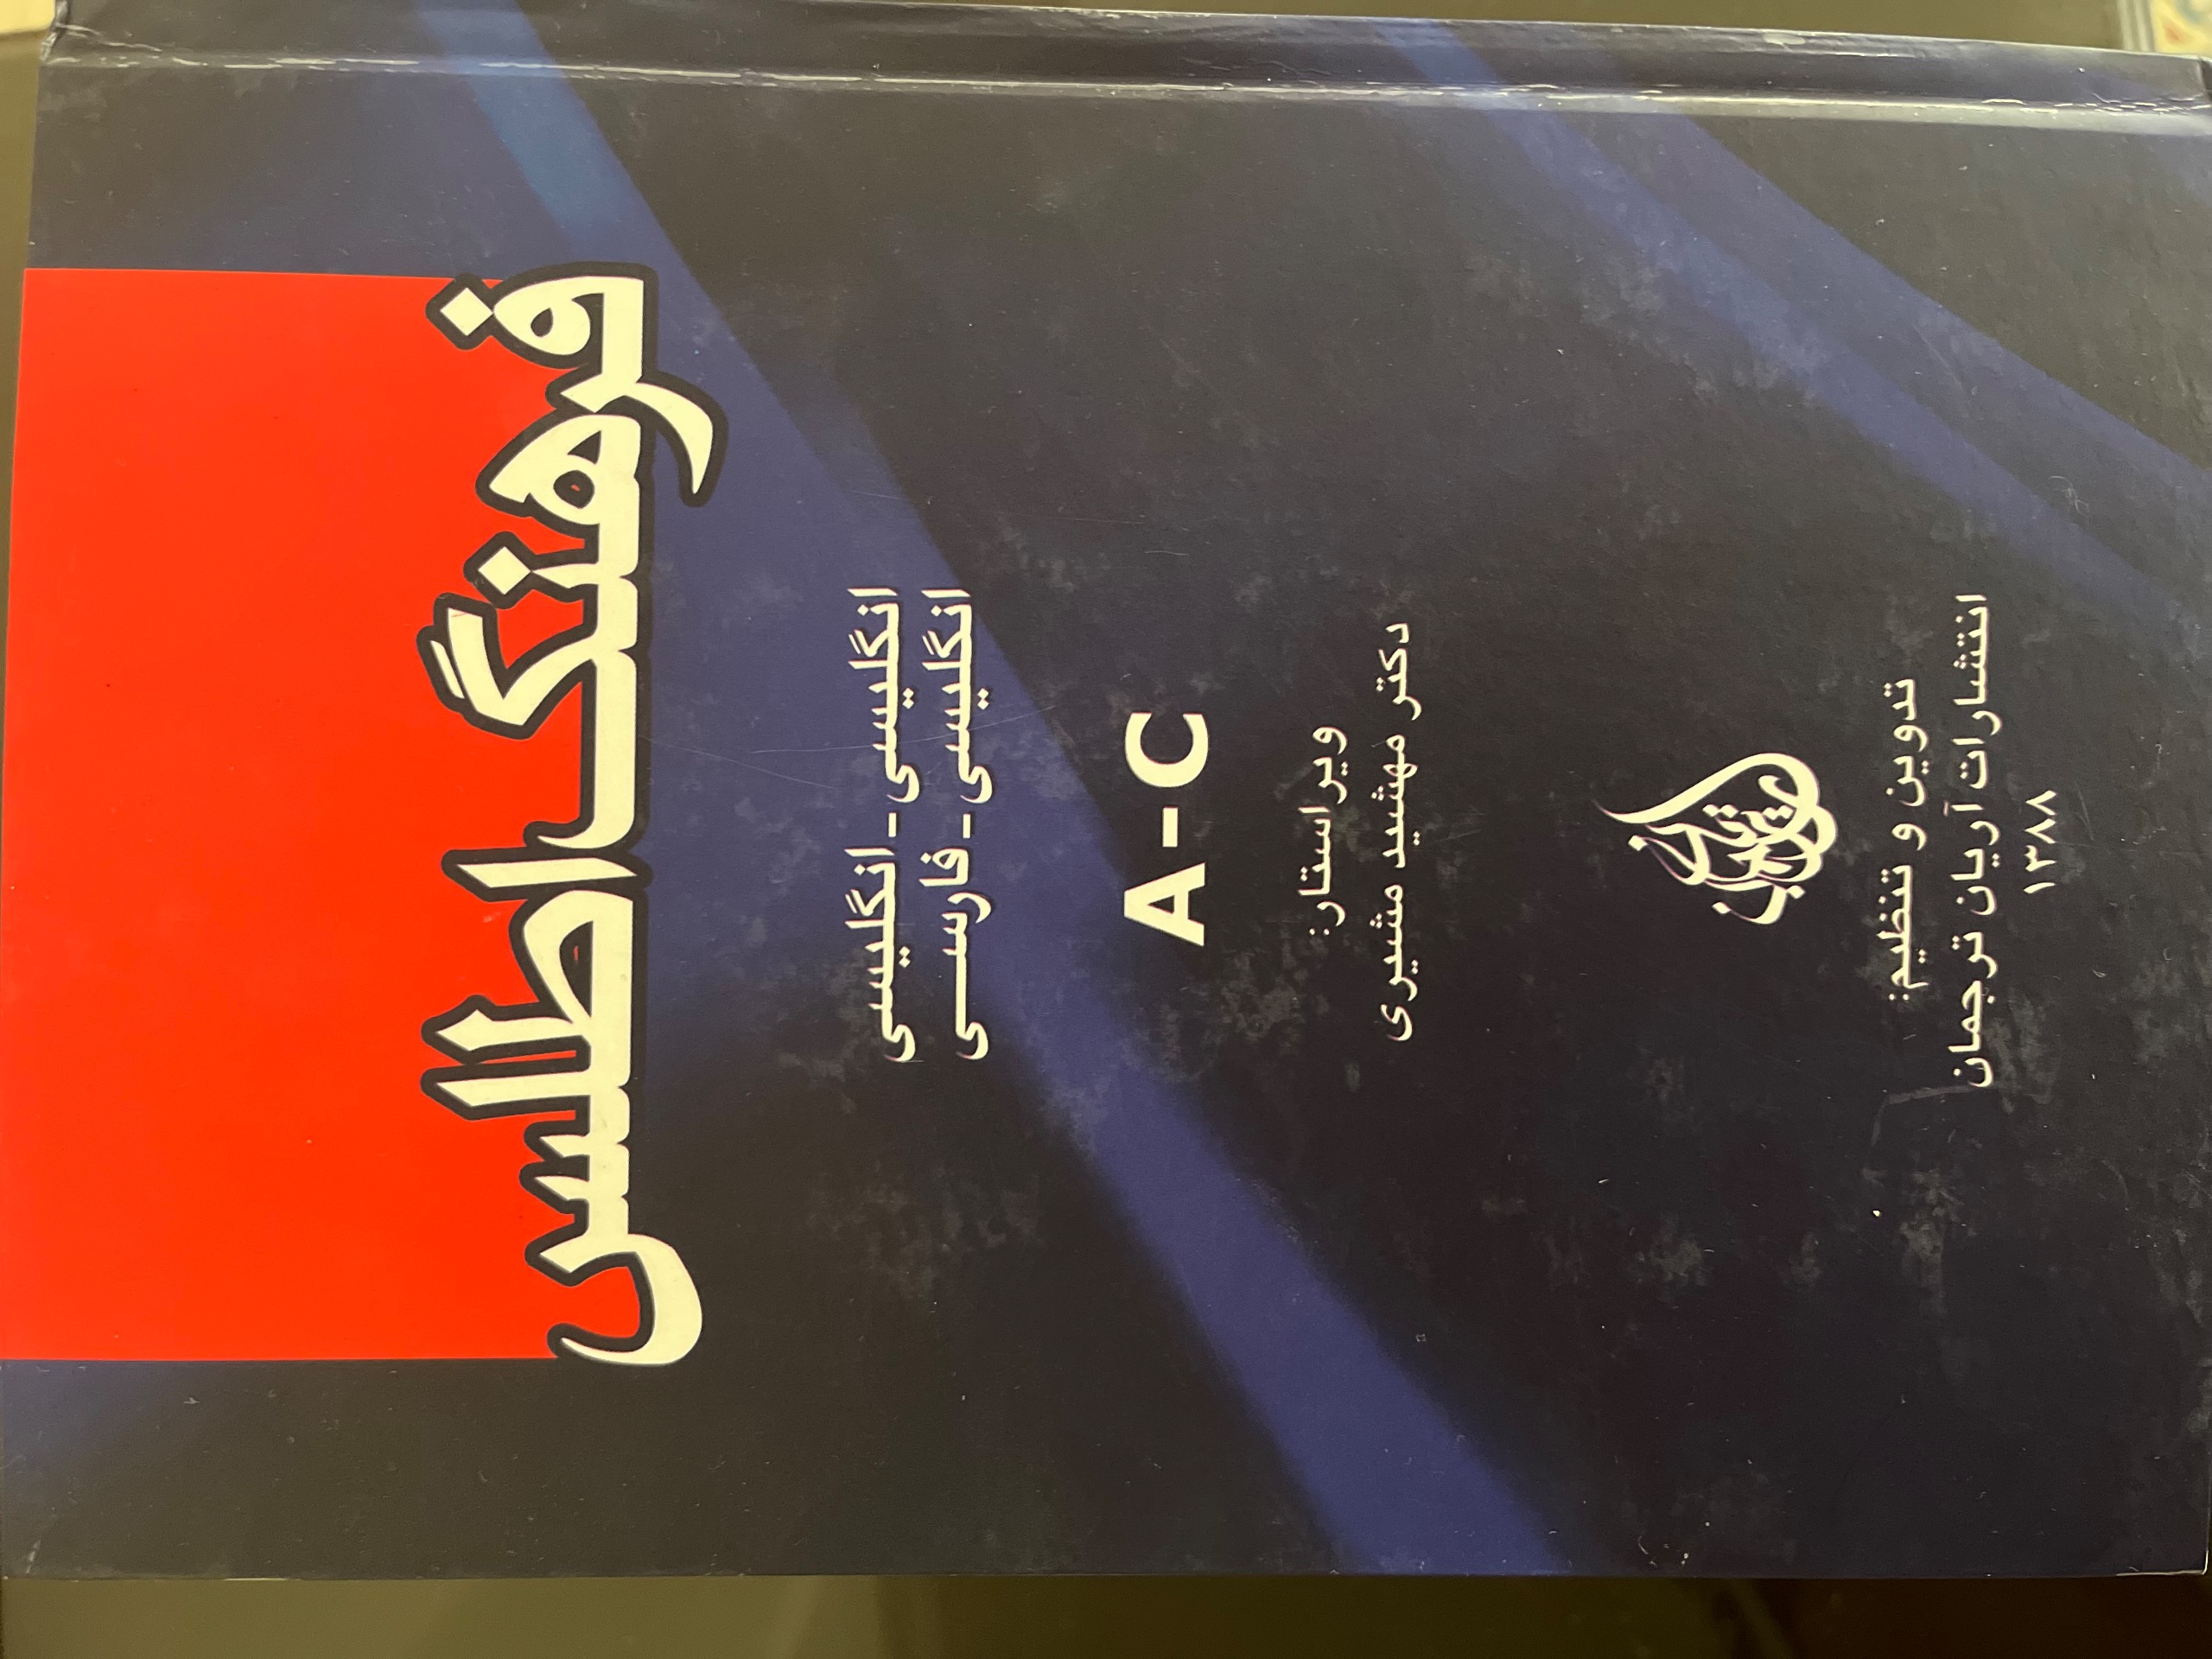 فرهنگ اطلس
انگلیسی - انگلیسی
انگلیسی - فارسی
A - C
ویراستار:
دکتر مهشید مشیری
تدوین و تنظیم:
انتشارات آریان ترجمان
۱۳۸۸